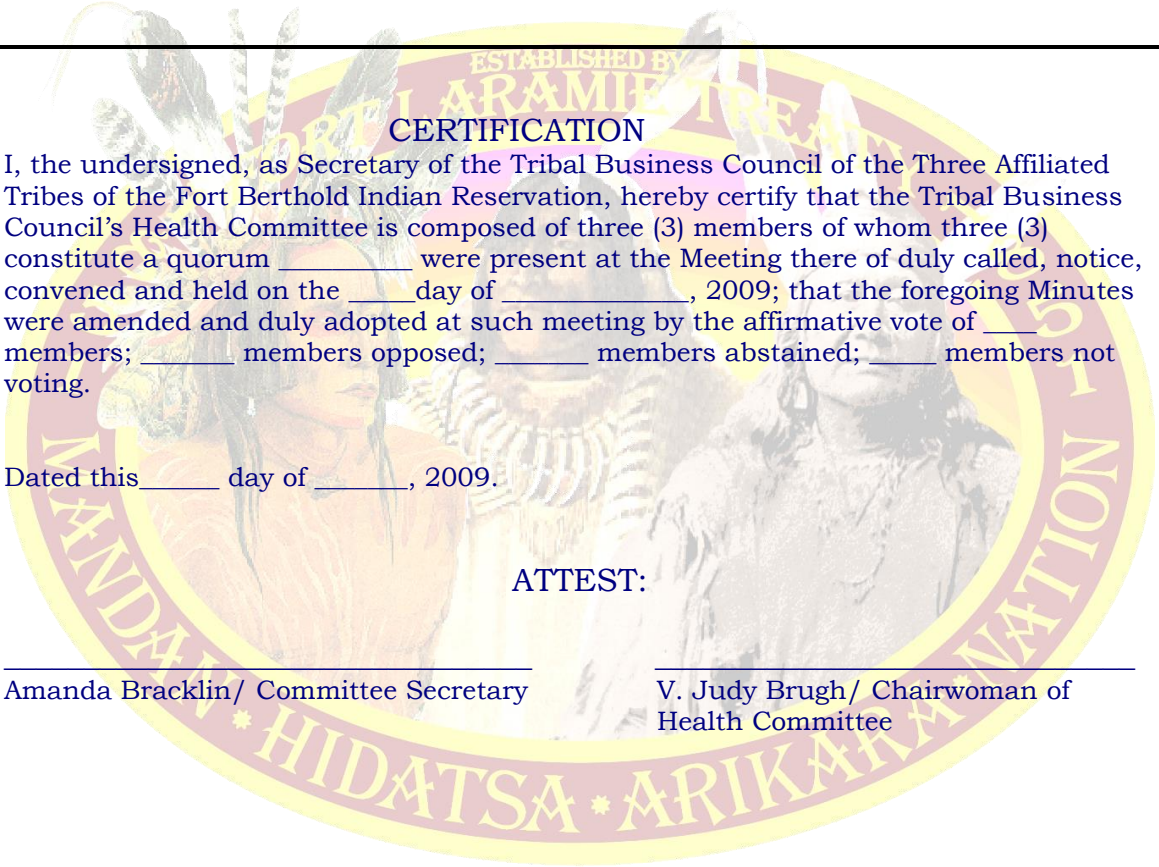 ESTABLISHED BY
FORT LARAMIE TREATY
CERTIFICATION
I, the undersigned, as Secretary of the Tribal Business Council of the Three Affiliated
Tribes of the Fort Berthold Indian Reservation, hereby certify that the Tribal Business
Council’s Health Committee is composed of three (3) members of whom three (3)
constitute a quorum __________ were present at the Meeting there of duly called, notice,
convened and held on the _____day of ______________, 2009; that the foregoing Minutes
were amended and duly adopted at such meeting by the affirmative vote of ____
members; _______ members opposed; _______ members abstained; _____ members not
voting.
Dated this______ day of _______, 2009.
ATTEST:
Amanda Bracklin/ Committee Secretary
V. Judy Brugh/ Chairwoman of
Health Committee
MANDAN * HIDATSA * ARIKARA NATION